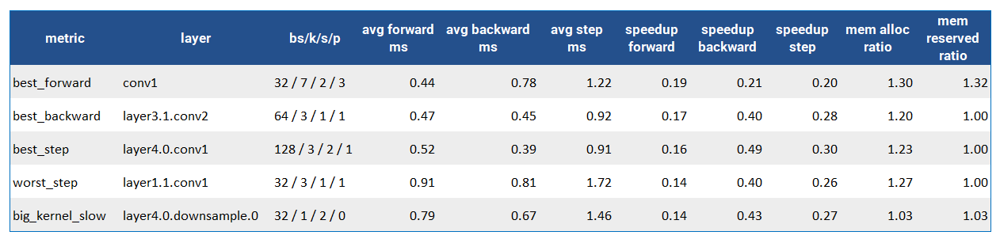 metric layer bs/k/s/p avg forward ms avg backward ms avg step ms speedup forward speedup backward speedup step mem alloc ratio mem reserved ratio
best_forward conv1 32 / 7 / 2 / 3 0.44 0.78 1.22 0.19 0.21 0.20 1.30 1.32
best_backward layer3.1.conv2 64 / 3 / 1 / 1 0.47 0.45 0.92 0.17 0.40 0.28 1.20 1.00
best_step layer4.0.conv1 128 / 3 / 2 / 1 0.52 0.39 0.91 0.16 0.49 0.30 1.23 1.00
worst_step layer1.1.conv1 32 / 3 / 1 / 1 0.91 0.81 1.72 0.14 0.40 0.26 1.27 1.00
big_kernel_slow layer4.0.downsample.0 32 / 1 / 2 / 0 0.79 0.67 1.46 0.14 0.43 0.27 1.03 1.03